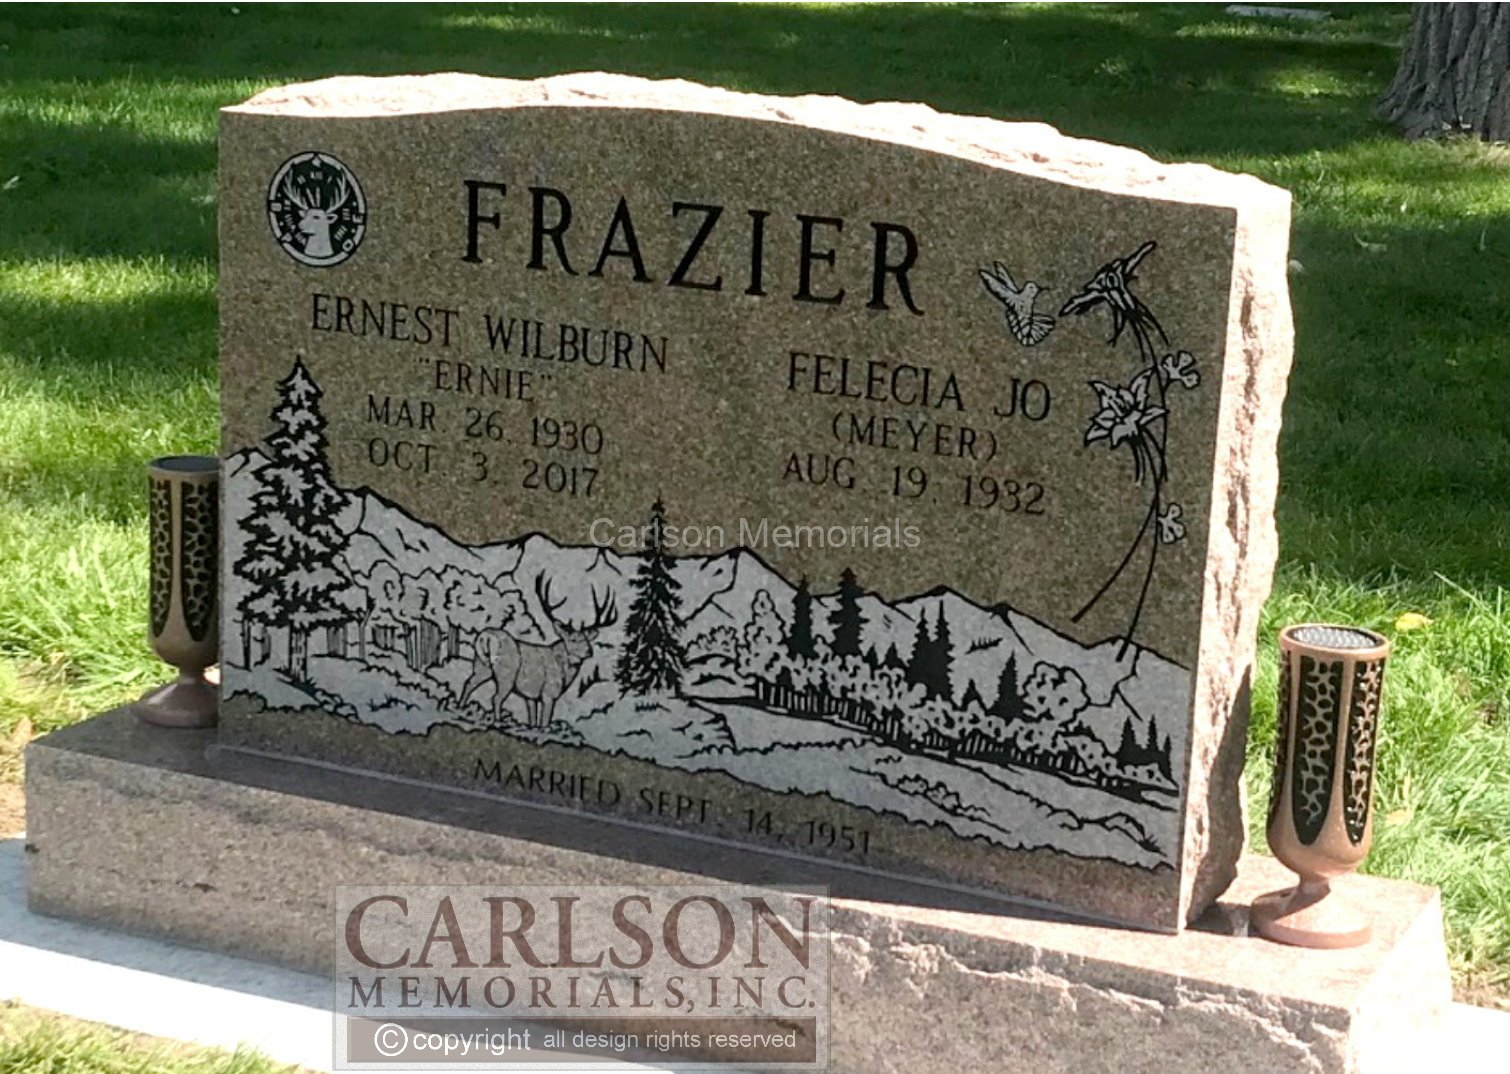 FRAZIER
ERNEST WILBURN
"ERNIE"
MAR. 26, 1930
OCT. 3, 2017
FELECIA JO
(MEYER)
AUG. 19, 1932
Carlson Memorials
MARRIED SEPT. 14, 1951
CARLSON
MEMORIALS, INC.
© copyright all design rights reserved